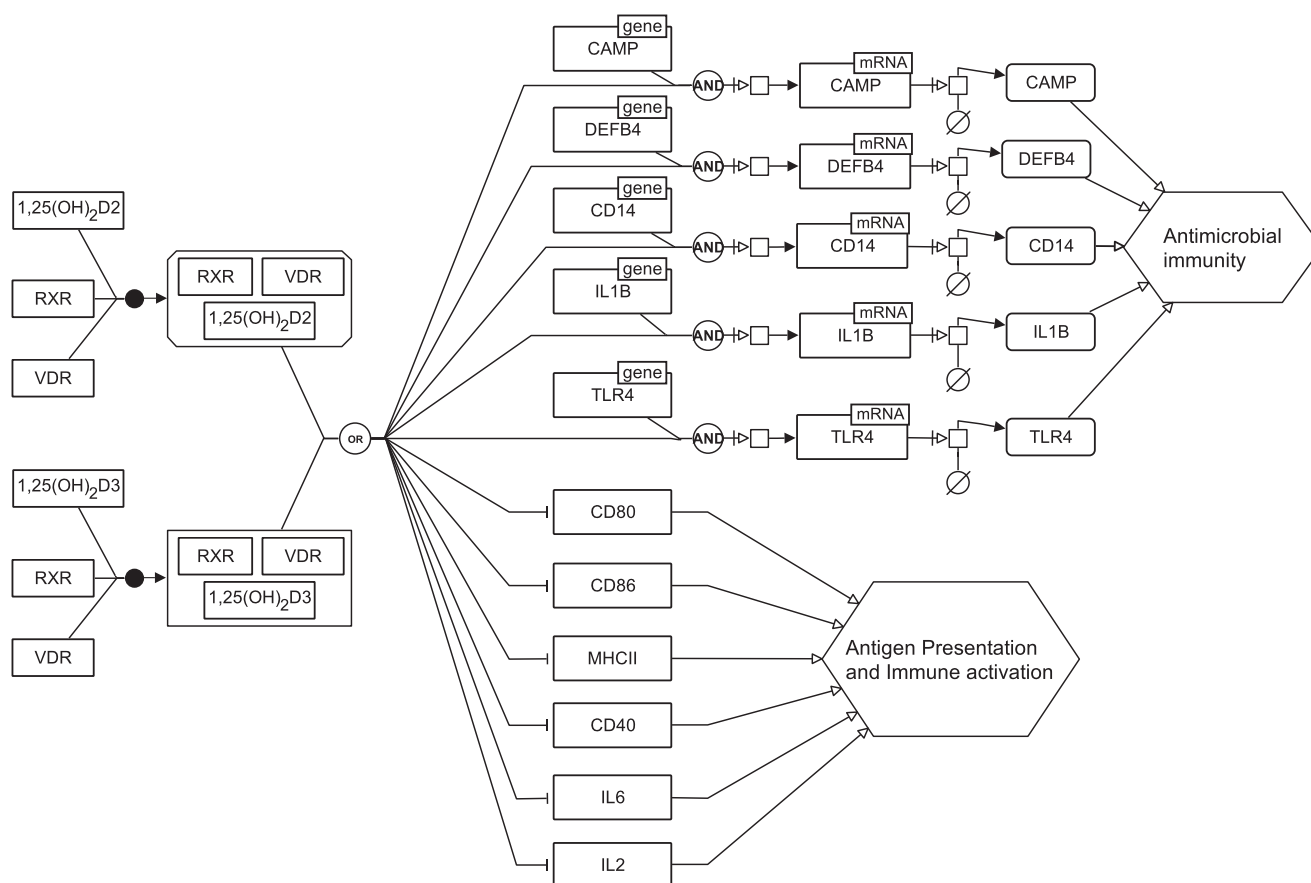 1,25(OH)2D2
RXR
VDR
RXR
VDR
1,25(OH)2D2
1,25(OH)2D3
RXR
VDR
RXR
VDR
1,25(OH)2D3
OR
gene
CAMP
AND
mRNA
CAMP
CAMP
gene
DEFB4
AND
mRNA
DEFB4
DEFB4
gene
CD14
AND
mRNA
CD14
CD14
gene
IL1B
AND
mRNA
IL1B
IL1B
gene
TLR4
AND
mRNA
TLR4
TLR4
Antimicrobial
immunity
CD80
CD86
MHCII
CD40
IL6
IL2
Antigen Presentation
and Immune activation